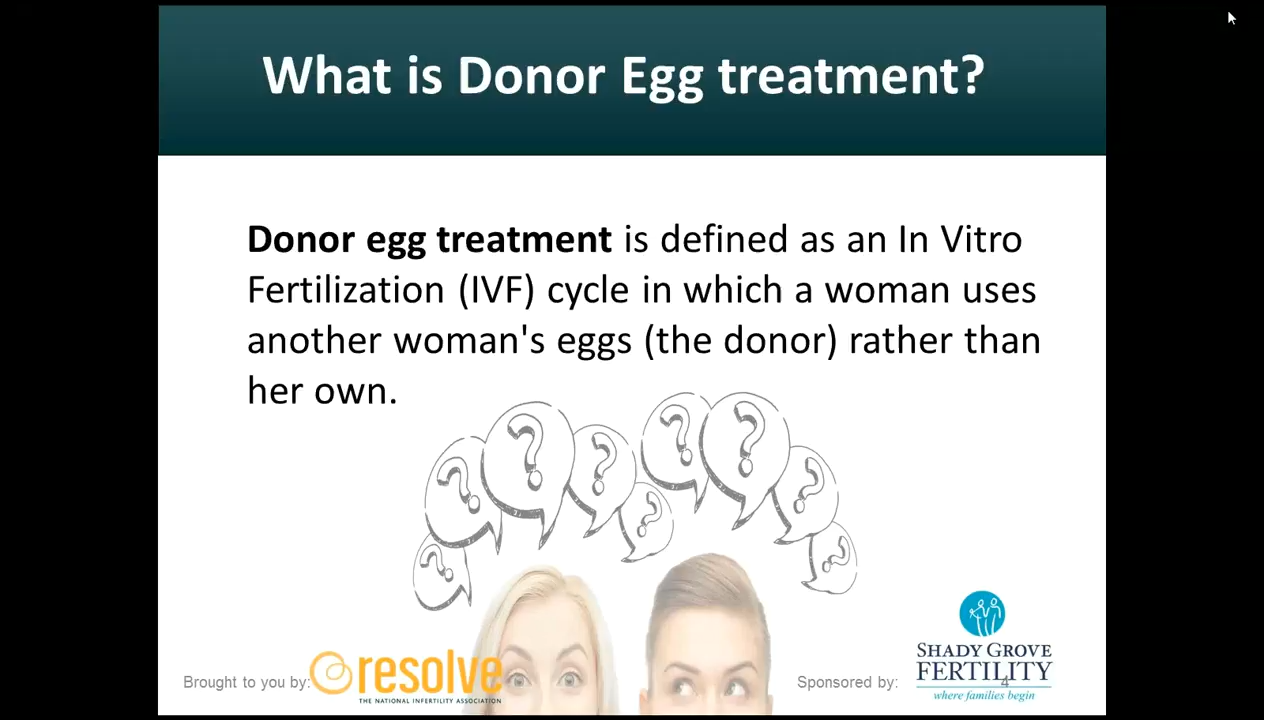 What is Donor Egg treatment?
Donor egg treatment is defined as an In Vitro
Fertilization (IVF) cycle in which a woman uses
another woman's eggs (the donor) rather than
her own.
? ? ? ? ? ? ? ? ?
Brought to you by:
resolve
THE NATIONAL INFERTILITY ASSOCIATION
Sponsored by:
SHADY GROVE
FERTILITY
where families begin
4